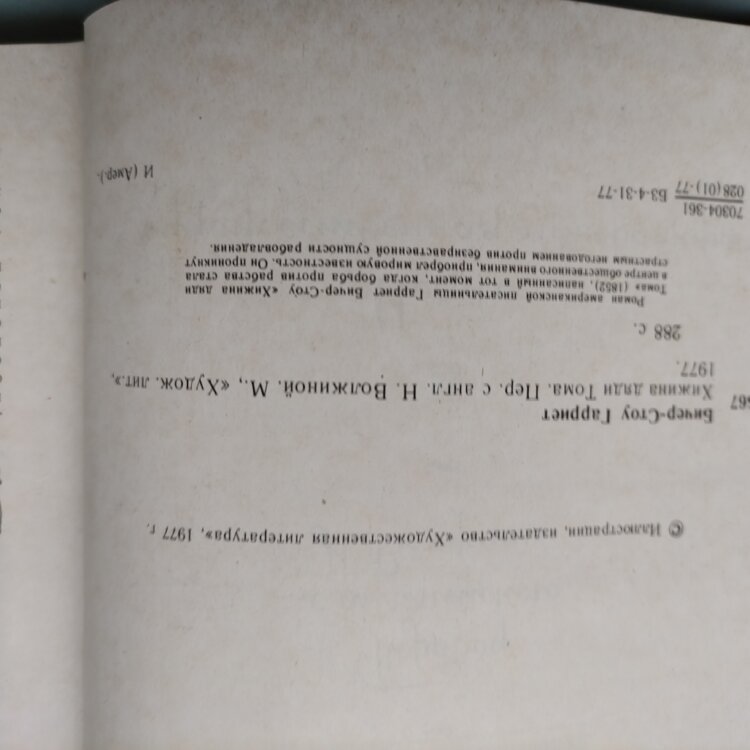 © Иллюстрации, издательство «Художественная литература», 1977 г.
Бичер-Стоу Гарриет
Хижина дяди Тома. Пер. с англ. Н. Волжиной. М., «Худож. лит.»,
1977.
288 с.
Роман американской писательницы Гарриет Бичер-Стоу «Хижина дяди
Тома» (1852), написанный в тот момент, когда борьба против рабства стала
в центре общественного внимания, приобрел мировую известность. Он проникнут
страстным негодованием против безнравственной сущности рабовладения.
70304-361
028 (01)-77
БЗ-4-31-77
И (Амер.)